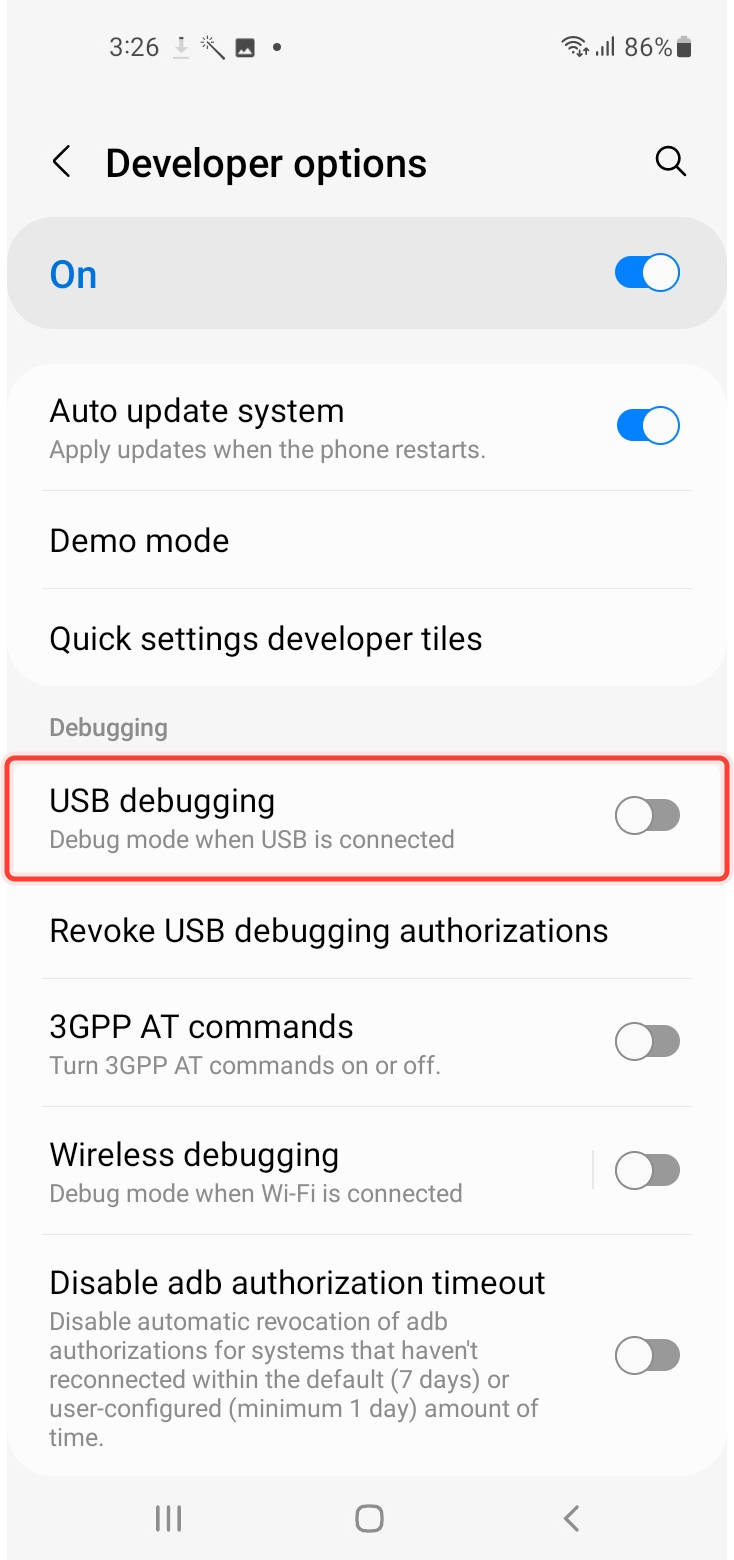 3:26 86%
Developer options
On
Auto update system
Apply updates when the phone restarts.
Demo mode
Quick settings developer tiles
Debugging
USB debugging
Debug mode when USB is connected
Revoke USB debugging authorizations
3GPP AT commands
Turn 3GPP AT commands on or off.
Wireless debugging
Debug mode when Wi-Fi is connected
Disable adb authorization timeout
Disable automatic revocation of adb
authorizations for systems that haven't
reconnected within the default (7 days) or
user-configured (minimum 1 day) amount of
time.